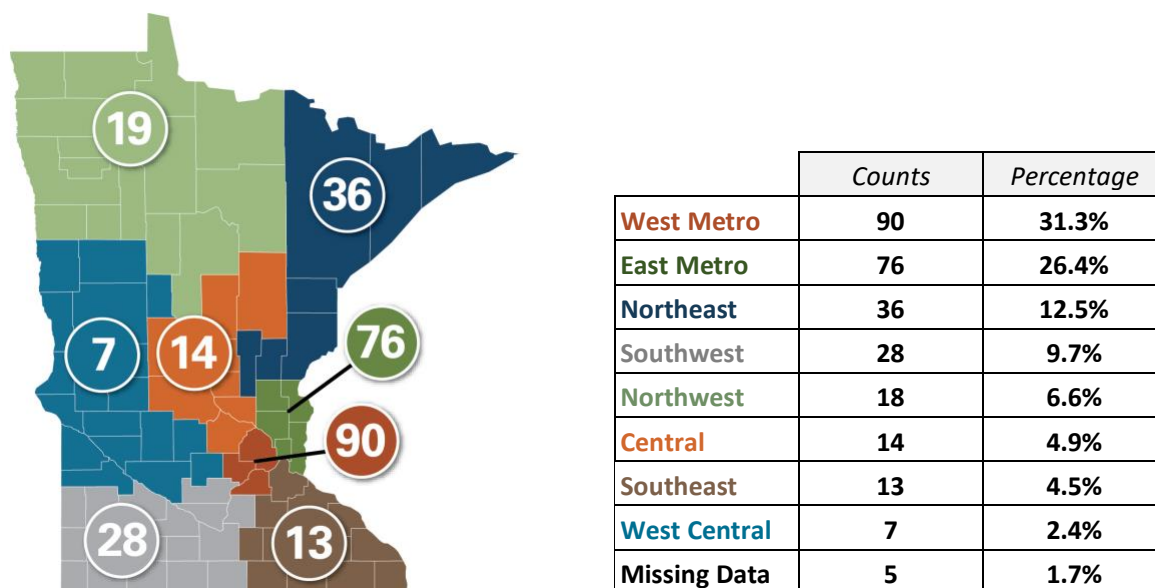 19
36
7
14
76
90
28
13
Counts Percentage
West Metro 90 31.3%
East Metro 76 26.4%
Northeast 36 12.5%
Southwest 28 9.7%
Northwest 18 6.6%
Central 14 4.9%
Southeast 13 4.5%
West Central 7 2.4%
Missing Data 5 1.7%